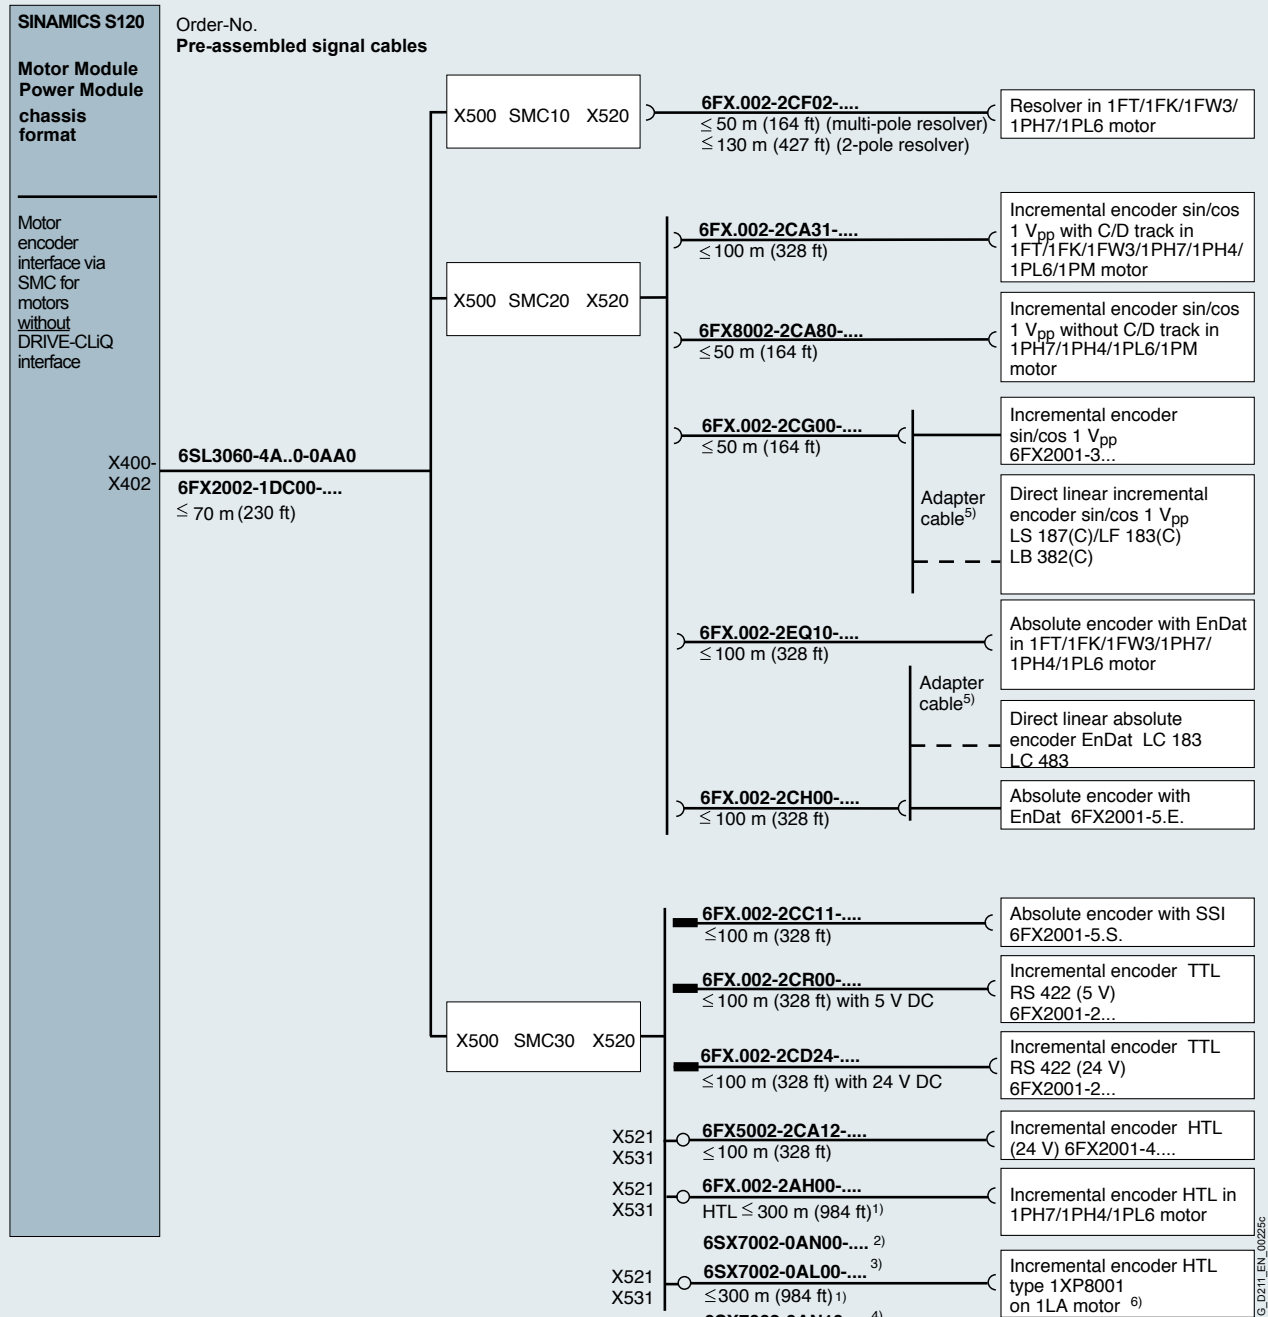 SINAMICS S120
Motor Module
Power Module
chassis
format
Motor
encoder
interface via
SMC for
motors
without
DRIVE-CLiQ
interface
X400-
X402
Order-No.
Pre-assembled signal cables
6SL3060-4A..0-0AA0
6FX2002-1DC00-....
≤ 70 m (230 ft)
X500 SMC10 X520
6FX.002-2CF02-....
≤ 50 m (164 ft) (multi-pole resolver)
≤ 130 m (427 ft) (2-pole resolver)
Resolver in 1FT/1FK/1FW3/
1PH7/1PL6 motor
X500 SMC20 X520
6FX.002-2CA31-....
≤ 100 m (328 ft)
Incremental encoder sin/cos
1 Vpp with C/D track in
1FT/1FK/1FW3/1PH7/1PH4/
1PL6/1PM motor
6FX8002-2CA80-....
≤ 50 m (164 ft)
Incremental encoder sin/cos
1 Vpp without C/D track in
1PH7/1PH4/1PL6/1PM
motor
6FX.002-2CG00-....
≤ 50 m (164 ft)
Incremental encoder
sin/cos 1 Vpp
6FX2001-3...
Adapter
cable5)
Direct linear incremental
encoder sin/cos 1 Vpp
LS 187(C)/LF 183(C)
LB 382(C)
6FX.002-2EQ10-....
≤ 100 m (328 ft)
Absolute encoder with EnDat
in 1FT/1FK/1FW3/1PH7/
1PH4/1PL6 motor
Adapter
cable5)
Direct linear absolute
encoder EnDat LC 183
LC 483
6FX.002-2CH00-....
≤ 100 m (328 ft)
Absolute encoder with
EnDat 6FX2001-5.E.
X500 SMC30 X520
6FX.002-2CC11-....
≤100 m (328 ft)
Absolute encoder with SSI
6FX2001-5.S.
6FX.002-2CR00-....
≤ 100 m (328 ft) with 5 V DC
Incremental encoder TTL
RS 422 (5 V)
6FX2001-2...
6FX.002-2CD24-....
≤100 m (328 ft) with 24 V DC
Incremental encoder TTL
RS 422 (24 V)
6FX2001-2...
X521
X531
6FX5002-2CA12-....
≤ 100 m (328 ft)
Incremental encoder HTL
(24 V) 6FX2001-4....
X521
X531
6FX.002-2AH00-....
HTL ≤ 300 m (984 ft)1)
Incremental encoder HTL in
1PH7/1PH4/1PL6 motor
6SX7002-0AN00-.... 2)
X521
X531
6SX7002-0AL00-.... 3)
≤300 m (984 ft) 1)
Incremental encoder HTL
type 1XP8001
on 1LA motor 6)
4)
G_D211_EN_00225c